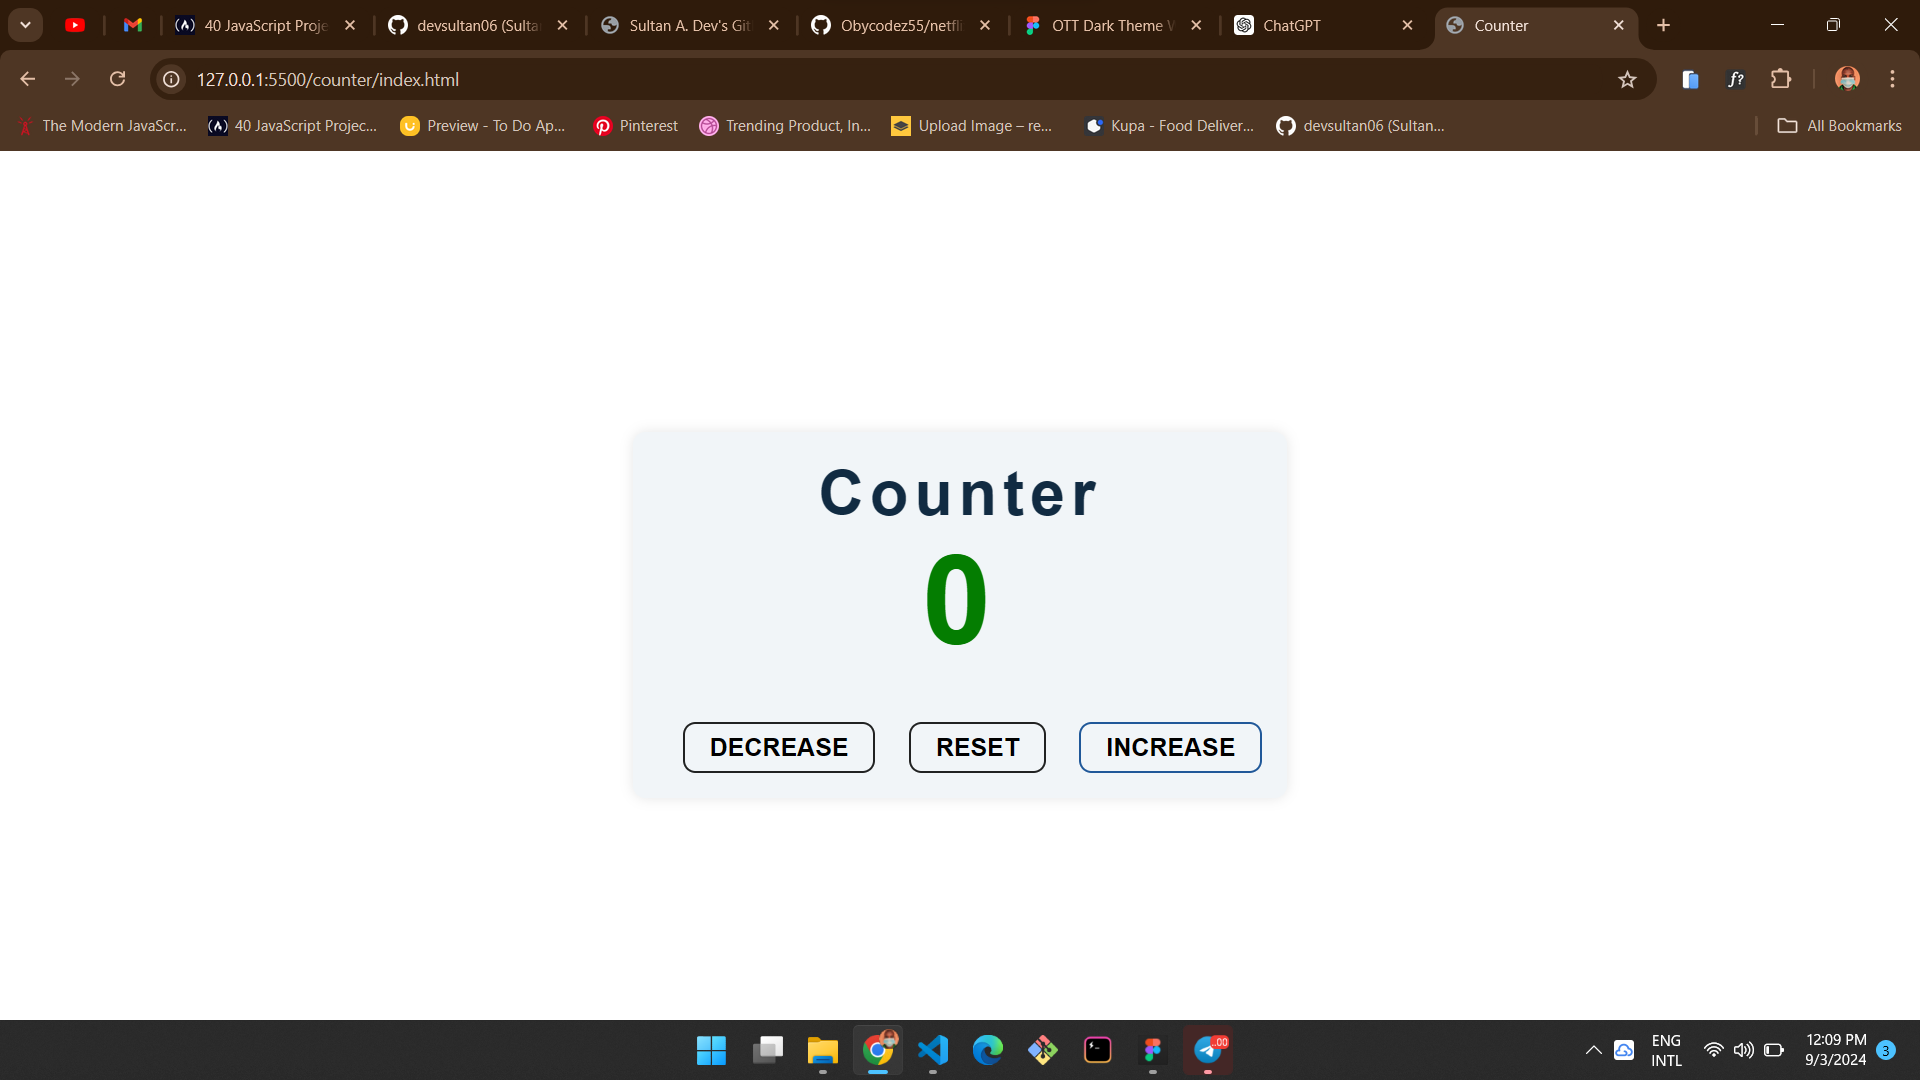 40 JavaScript Proje
devsultan06 (Sulta
Sultan A. Dev's Git
Obycodez55/netfli
OTT Dark Theme W
ChatGPT
Counter
127.0.0.1:5500/counter/index.html
f?
The Modern JavaScr...
40 JavaScript Projec...
Preview - To Do Ap...
Pinterest
Trending Product, In...
Upload Image – re...
Kupa - Food Deliver...
devsultan06 (Sultan...
All Bookmarks
Counter
0
DECREASE
RESET
INCREASE
..00
ENG
INTL
12:09 PM
9/3/2024
3